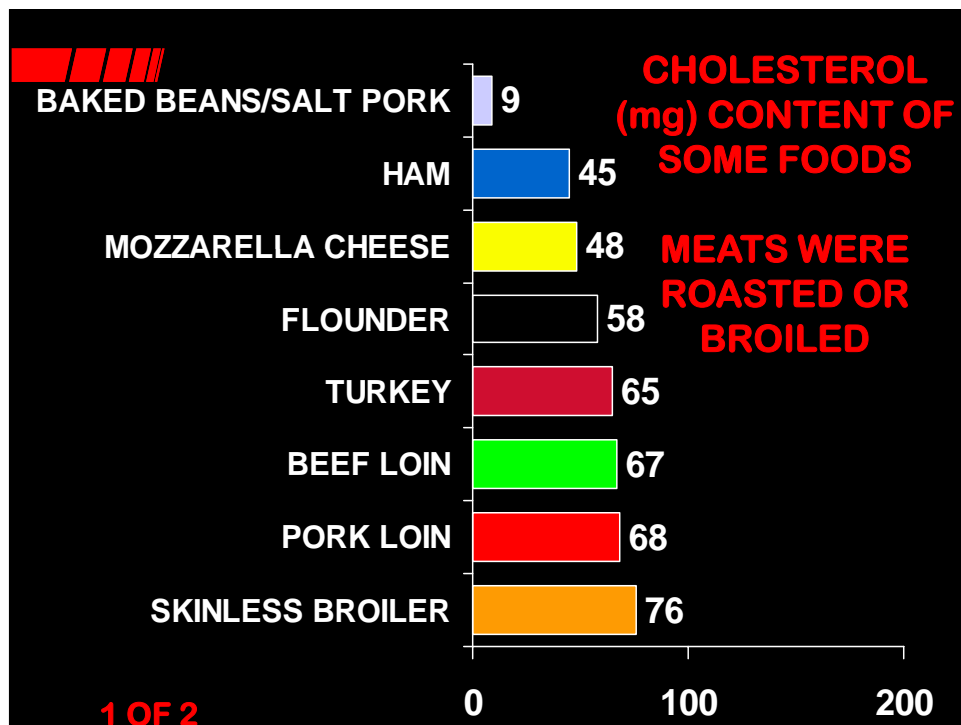 CHOLESTEROL
(mg) CONTENT OF
SOME FOODS
MEATS WERE
ROASTED OR
BROILED
BAKED BEANS/SALT PORK 9
HAM 45
MOZZARELLA CHEESE 48
FLOUNDER 58
TURKEY 65
BEEF LOIN 67
PORK LOIN 68
SKINLESS BROILER 76
0 100 200
1 OF 2